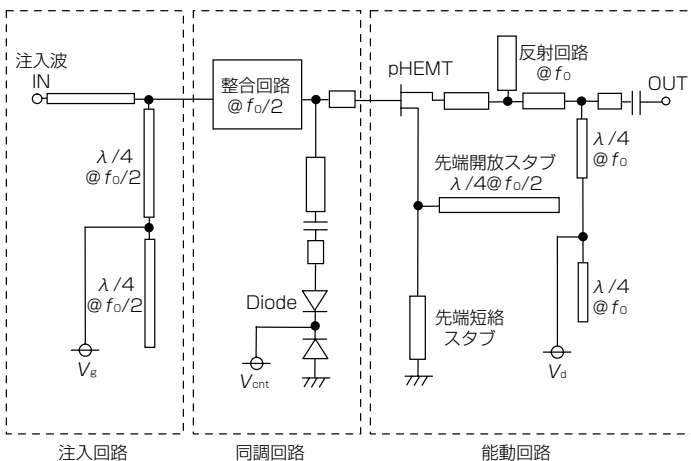 注入波
IN
λ/4
@f₀/2
λ/4
@f₀/2
Vg
注入回路
整合回路
@f₀/2
Diode
Vcnt
同調回路
pHEMT
反射回路
@f₀
OUT
先端開放スタブ
λ/4@f₀/2
λ/4
@f₀
先端短絡
スタブ
λ/4
@f₀
Vd
能動回路